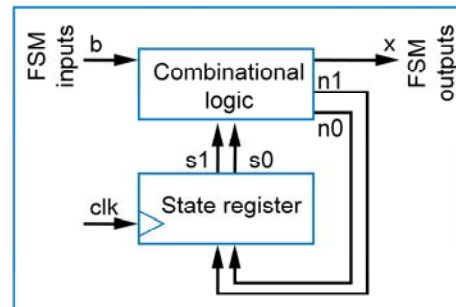 FSM
inputs
b
Combinational
logic
x
FSM
outputs
n1
n0
s1
s0
clk
State register